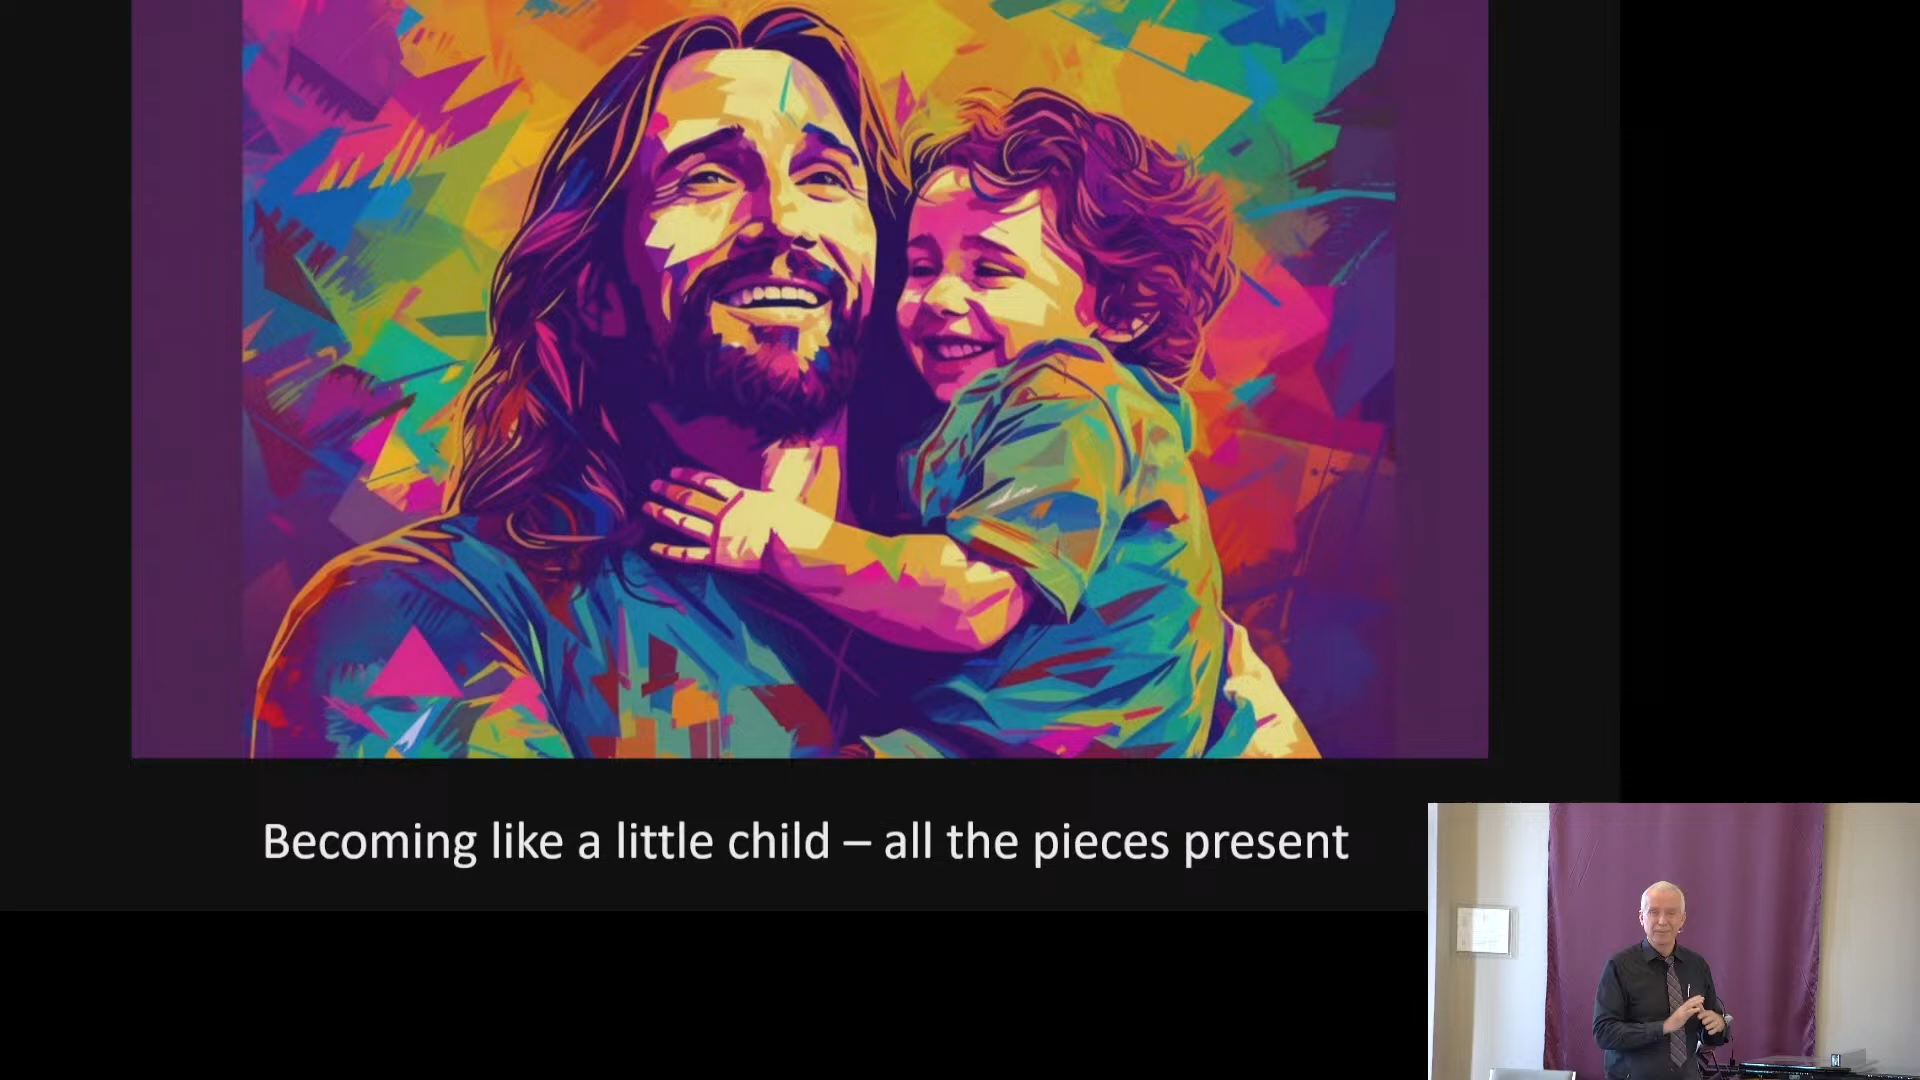 Becoming like a little child – all the pieces present